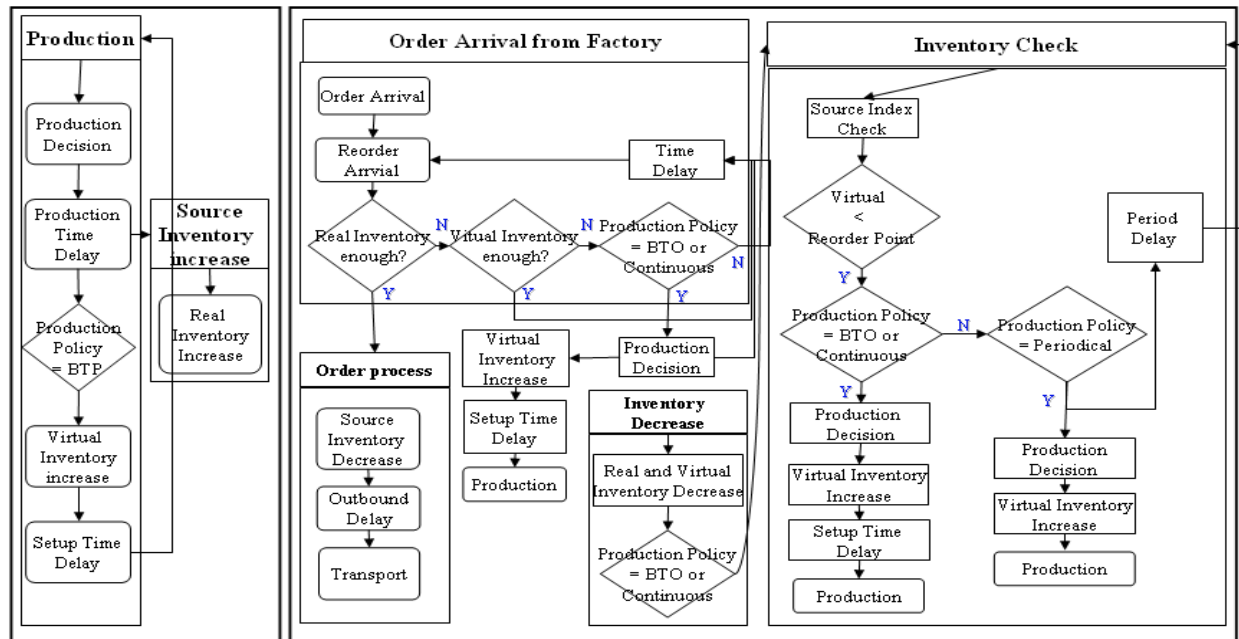 Production
Production
Decision
Production
Time
Delay
Production
Policy
= BTP
Virtual
Inventory
increase
Setup Time
Delay
Source
Inventory
increase
Real
Inventory
Increase
Order Arrival from Factory
Order Arrival
Reorder
Arrvial
Time
Delay
Real Inventory
enough?
N
Y
Vitual Inventory
enough?
N
Y
Production Policy
= BTO or
Continuous
N
Y
Order process
Source
Inventory
Decrease
Outbound
Delay
Transport
Production
Decision
Virtual
Inventory
Increase
Setup Time
Delay
Production
Inventory
Decrease
Real and Virtual
Inventory Decrease
Production Policy
= BTO or
Continuous
Inventory Check
Source Index
Check
Virtual
<
Reorder Point
Y
Production Policy
= BTO or
Continuous
N
Y
Production
Decision
Virtual Inventory
Increase
Setup Time
Delay
Production
Period
Delay
Production Policy
= Periodical
Y
Production
Decision
Virtual Inventory
Increase
Production